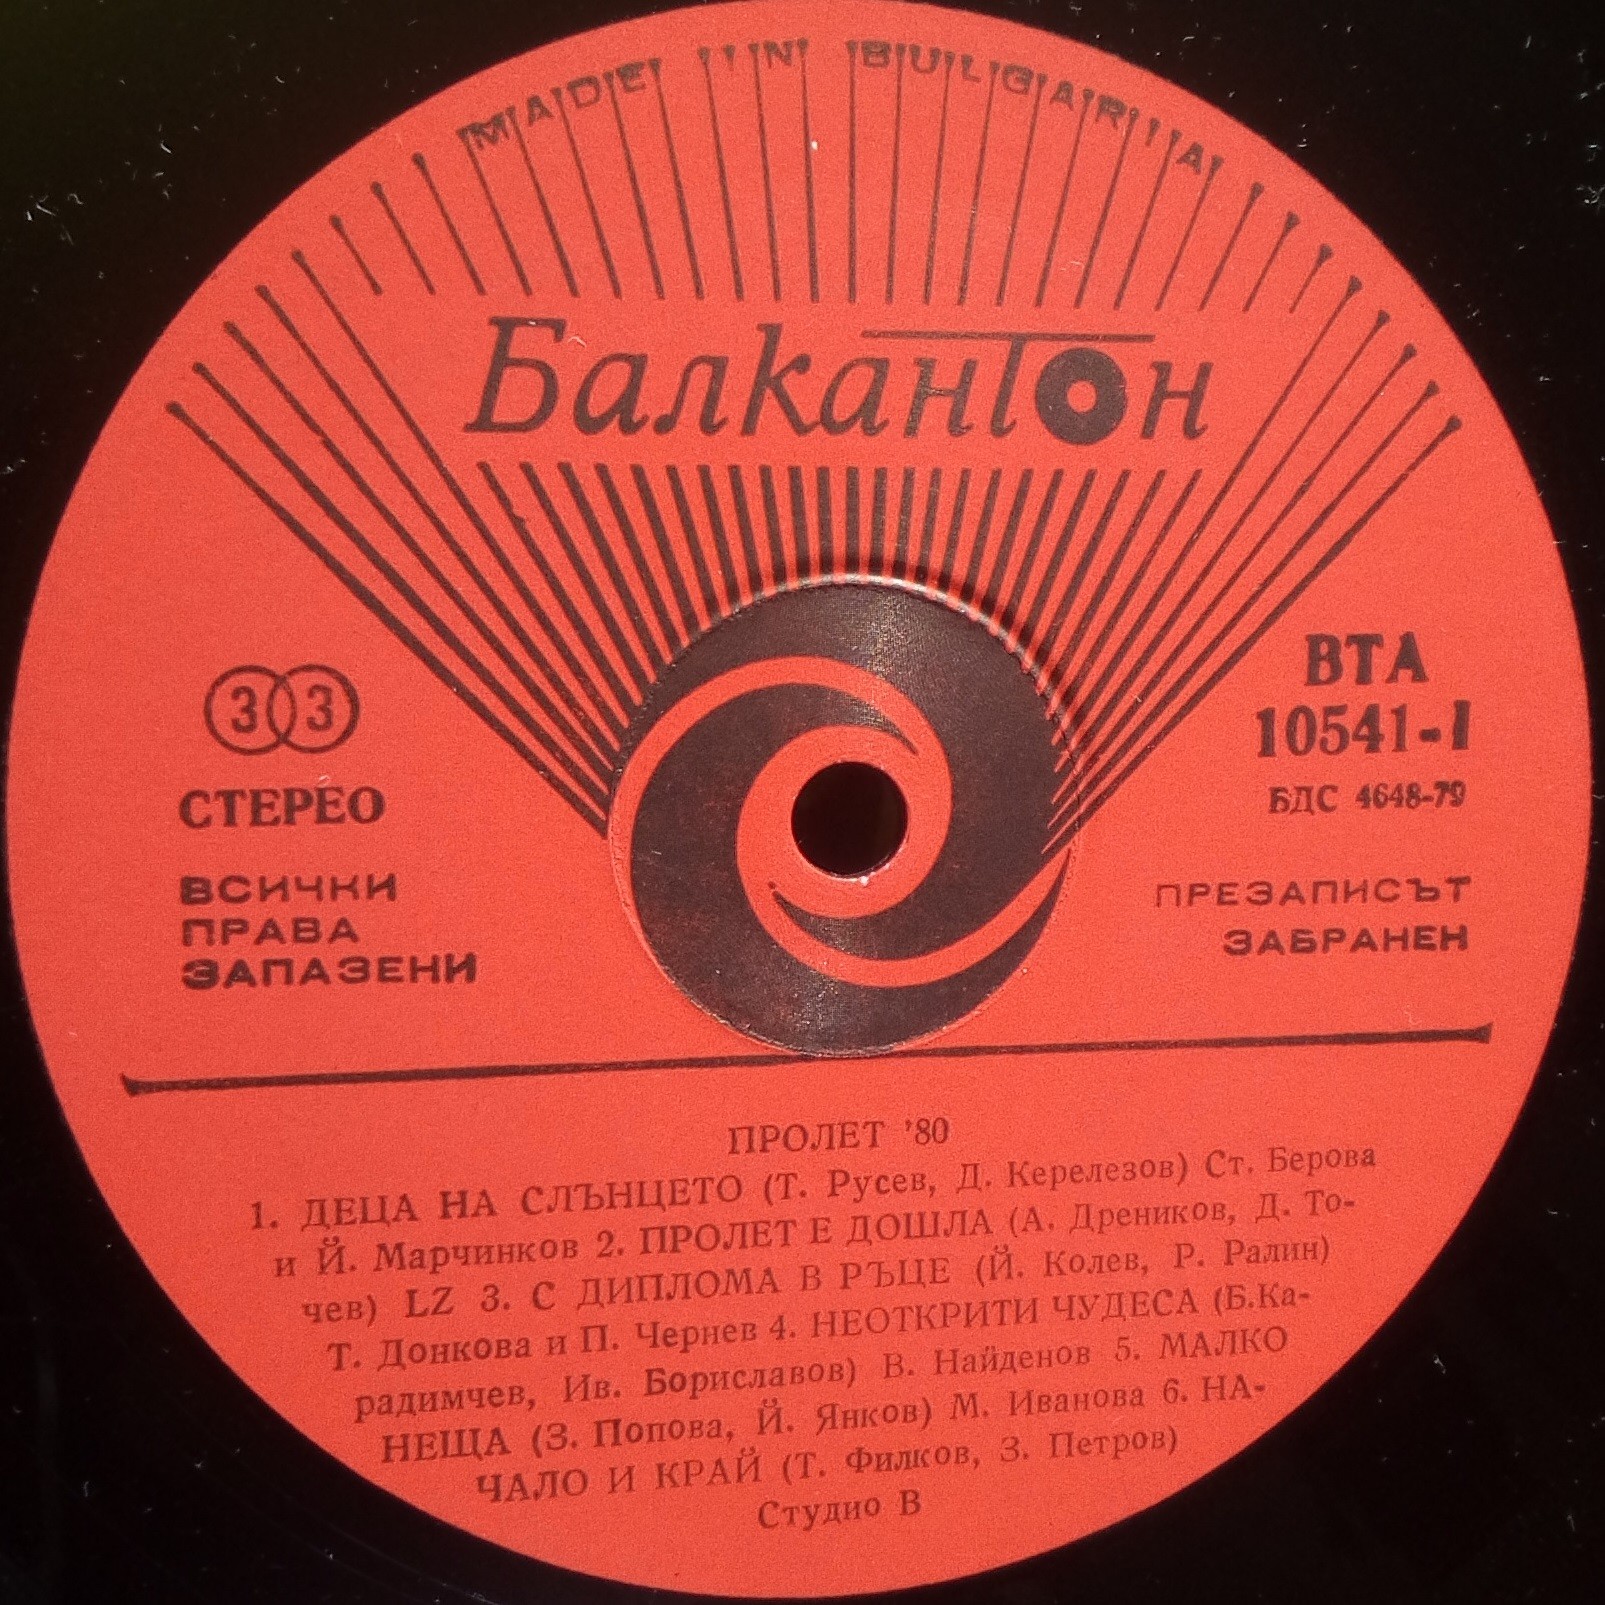 MADE IN BULGARIA
Балкантон
33
СТЕРЕО
ВСИЧКИ
ПРАВА
ЗАПАЗЕНИ
ВТА
10541-I
БДС 4648-79
ПРЕЗАПИСЪТ
ЗАБРАНЕН
ПРОЛЕТ '80
1. ДЕЦА НА СЛЪНЦЕТО (Т. Русев, Д. Керелезов) Ст. Берова
и Й. Марчинков 2. ПРОЛЕТ Е ДОШЛА (А. Дреников, Д. То-
чев) LZ 3. С ДИПЛОМА В РЪЦЕ (Й. Колев, Р. Ралин)
Т. Донкова и П. Чернев 4. НЕОТКРИТИ ЧУДЕСА (Б.Ка-
радимчев, Ив. Бориславов) В. Найденов 5. МАЛКО
НЕЩА (З. Попова, Й. Янков) М. Иванова 6. НА-
ЧАЛО И КРАЙ (Т. Филков, З. Петров)
Студио В